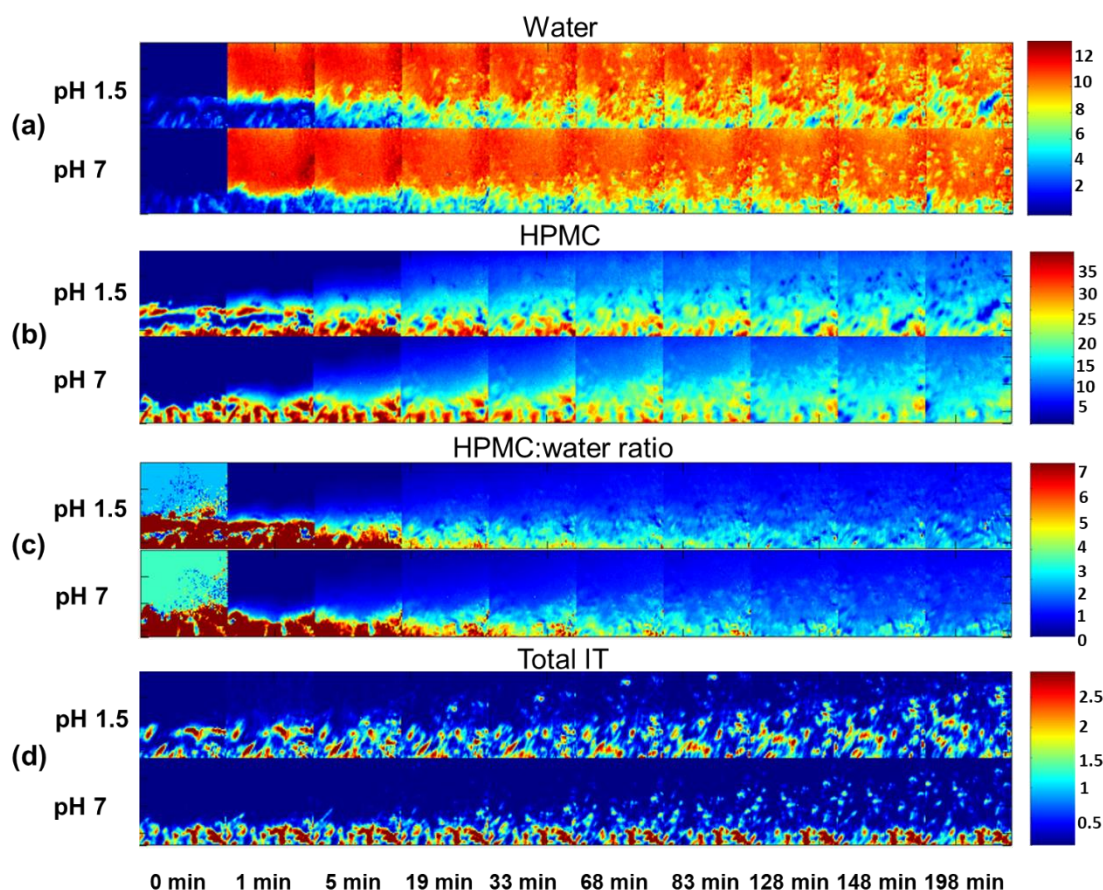 Water
pH 1.5
(a)
pH 7
12
10
8
6
4
2
HPMC
pH 1.5
(b)
pH 7
35
30
25
20
15
10
5
HPMC:water ratio
pH 1.5
(c)
pH 7
7
6
5
4
3
2
1
0
Total IT
pH 1.5
(d)
pH 7
2.5
2
1.5
1
0.5
0 min 1 min 5 min 19 min 33 min 68 min 83 min 128 min 148 min 198 min